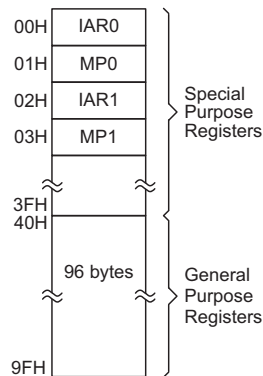 00H IAR0
01H MP0
02H IAR1
03H MP1
Special
Purpose
Registers
3FH
40H
96 bytes
General
Purpose
Registers
9FH